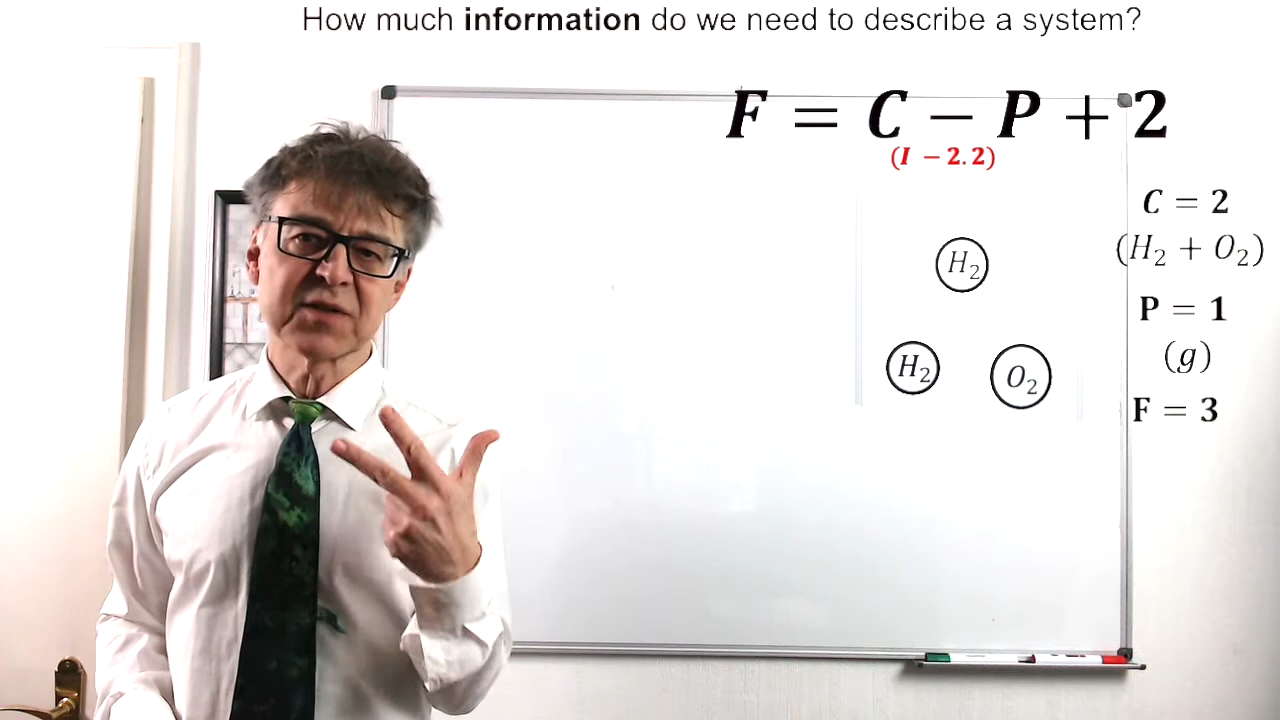 How much information do we need to describe a system?
F = C − P + 2
(I − 2.2)
C = 2
(H₂ + O₂)
P = 1
(g)
F = 3
H₂
H₂
O₂